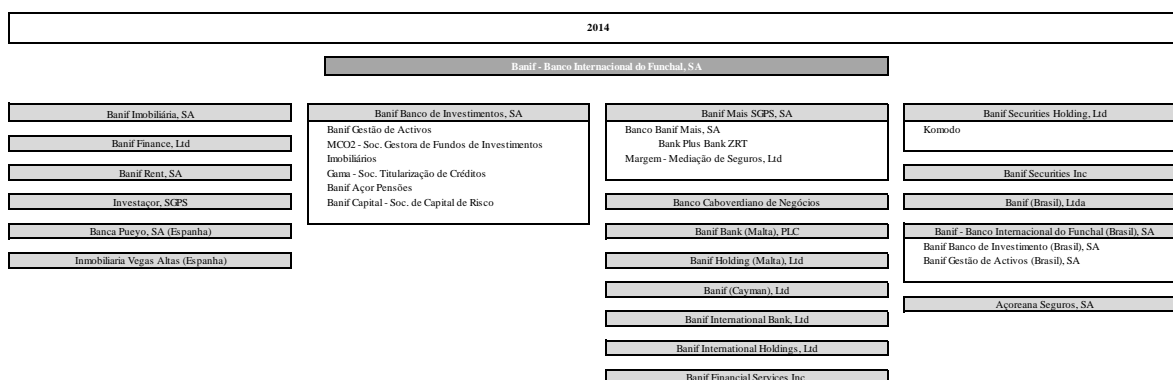 2014
Banif - Banco Internacional do Funchal, SA
Banif Imobiliária, SA
Banif Finance, Ltd
Banif Rent, SA
Investaçor, SGPS
Banca Pueyo, SA (Espanha)
Inmobiliaria Vegas Altas (Espanha)
Banif Banco de Investimentos, SA
Banif Gestão de Activos
MCO2 - Soc. Gestora de Fundos de Investimentos
Imobiliários
Gama - Soc. Titularização de Créditos
Banif Açor Pensões
Banif Capital - Soc. de Capital de Risco
Banif Mais SGPS, SA
Banco Banif Mais, SA
Bank Plus Bank ZRT
Margem - Mediação de Seguros, Ltd
Banco Caboverdiano de Negócios
Banif Bank (Malta), PLC
Banif Holding (Malta), Ltd
Banif (Cayman), Ltd
Banif International Bank, Ltd
Banif International Holdings, Ltd
Banif Financial Services Inc
Banif Securities Holding, Ltd
Komodo
Banif Securities Inc
Banif (Brasil), Ltda
Banif - Banco Internacional do Funchal (Brasil), SA
Banif Banco de Investimento (Brasil), SA
Banif Gestão de Activos (Brasil), SA
Açoreana Seguros, SA